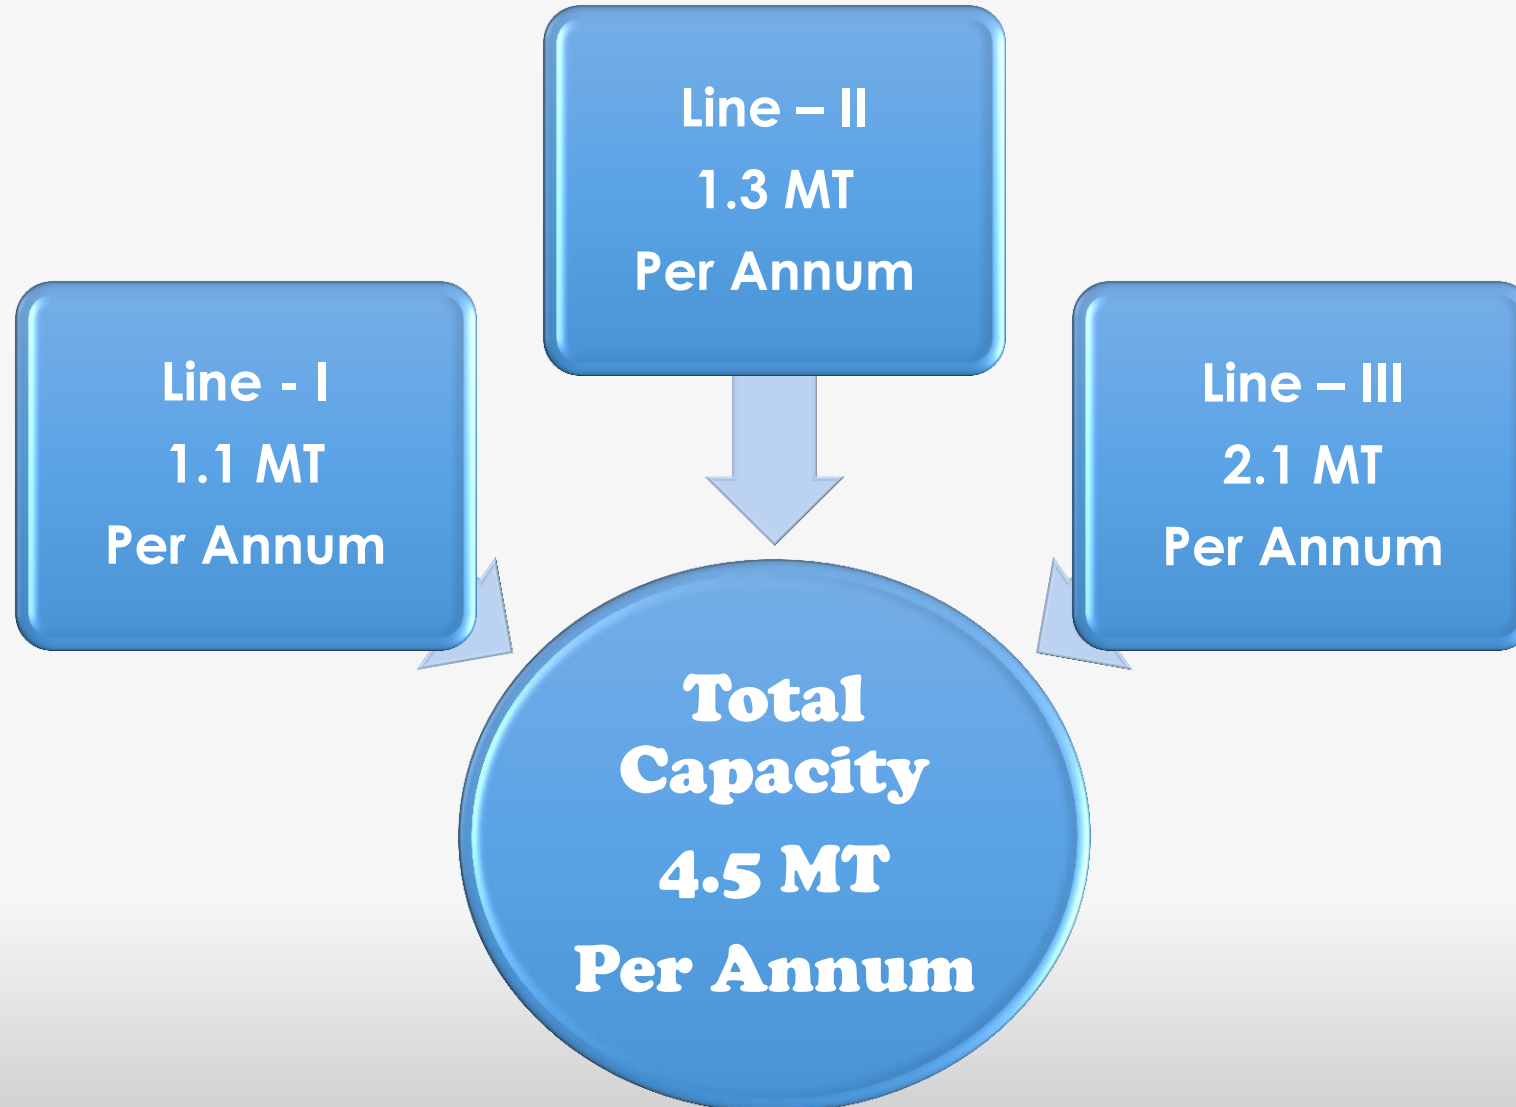 Line – II
1.3 MT
Per Annum
Line - I
1.1 MT
Per Annum
Line – III
2.1 MT
Per Annum
Total
Capacity
4.5 MT
Per Annum